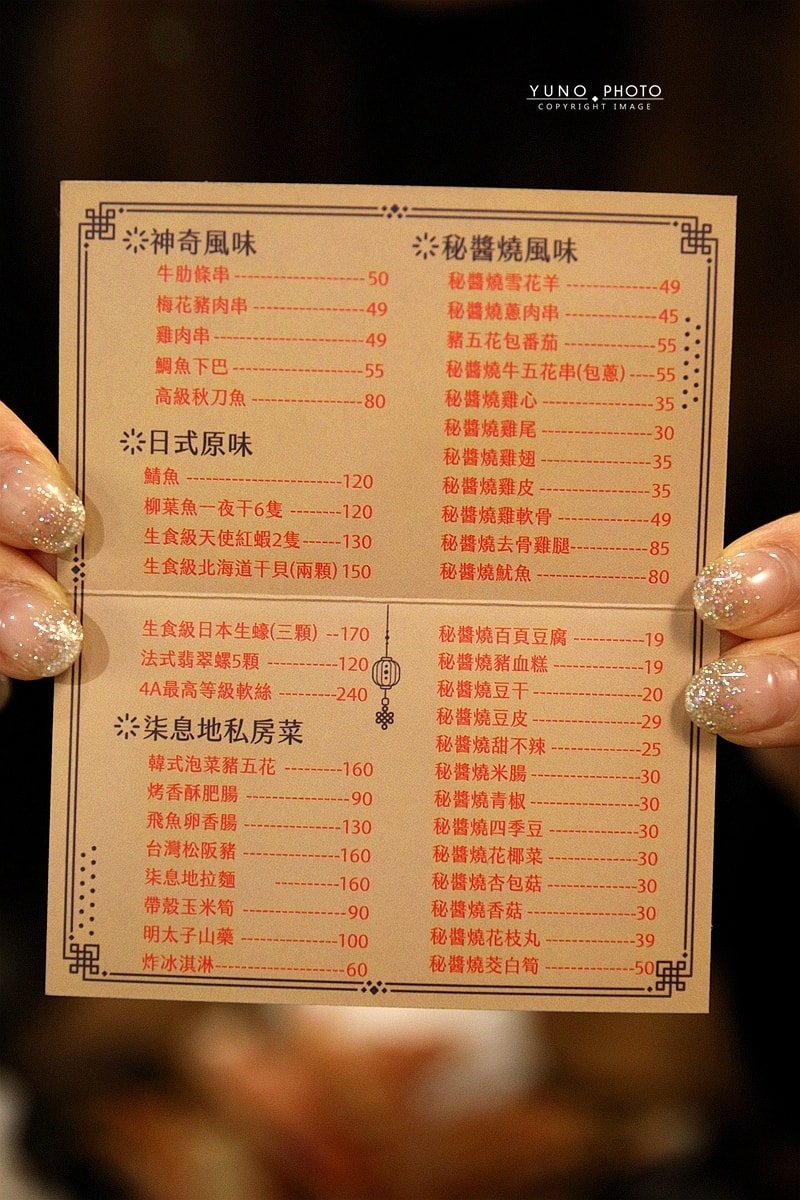 YUNO PHOTO
COPYRIGHT IMAGE
神奇風味
牛肋條串 --------------------50
梅花豬肉串 -----------------49
雞肉串-----------------------49
鯛魚下巴--------------------55
高級秋刀魚 -----------------80
日式原味
鯖魚 ------------------------120
柳葉魚一夜干6隻 --------120
生食級天使紅蝦2隻------130
生食級北海道干貝(兩顆) 150
生食級日本生蠔(三顆) --170
法式翡翠螺5顆 -----------120
4A最高等級軟絲 ---------240
柒息地私房菜
韓式泡菜豬五花 ---------160
烤香酥肥腸 ----------------90
飛魚卵香腸 ---------------130
台灣松阪豬 ---------------160
柒息地拉麵 ----------160
帶殼玉米筍 ----------------90
明太子山藥 ------------100
炸冰淇淋--------------------60
秘醬燒風味
秘醬燒雪花羊 --------------49
秘醬燒蔥肉串 --------------45
豬五花包番茄 --------------55
秘醬燒牛五花串(包蔥) ----55
秘醬燒雞心 -----------------35
秘醬燒雞尾 -----------------30
秘醬燒雞翅 -----------------35
秘醬燒雞皮 -----------------35
秘醬燒雞軟骨 --------------49
秘醬燒去骨雞腿------------85
秘醬燒魷魚 -----------------80
秘醬燒百頁豆腐 -----------19
秘醬燒豬血糕 --------------19
秘醬燒豆干 -----------------20
秘醬燒豆皮 -----------------29
秘醬燒甜不辣 --------------25
秘醬燒米腸 -----------------30
秘醬燒青椒 -----------------30
秘醬燒四季豆 --------------30
秘醬燒花椰菜 --------------30
秘醬燒杏包菇 --------------30
秘醬燒香菇 -----------------30
秘醬燒花枝丸 --------------39
秘醬燒茭白筍 --------------50